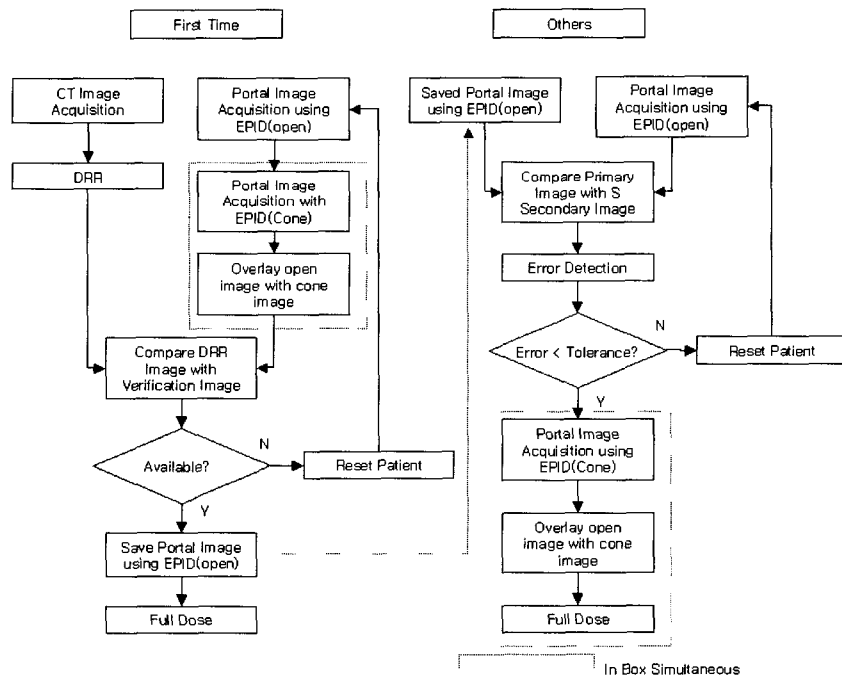 First Time
Others
CT Image
Acquisition
Portal Image
Acquisition using
EPID(open)
DRR
Portal Image
Acquisition with
EPID(Cone)
Overlay open
image with cone
image
Compare DRR
Image with
Verification Image
Available?
N
Reset Patient
Y
Save Portal Image
using EPID(open)
Full Dose
Saved Portal Image
using EPID(open)
Portal Image
Acquisition using
EPID(open)
Compare Primary
Image with S
Secondary Image
Error Detection
Error < Tolerance?
N
Reset Patient
Y
Portal Image
Acquisition using
EPID(Cone)
Overlay open
image with cone
image
Full Dose
In Box Simultaneous